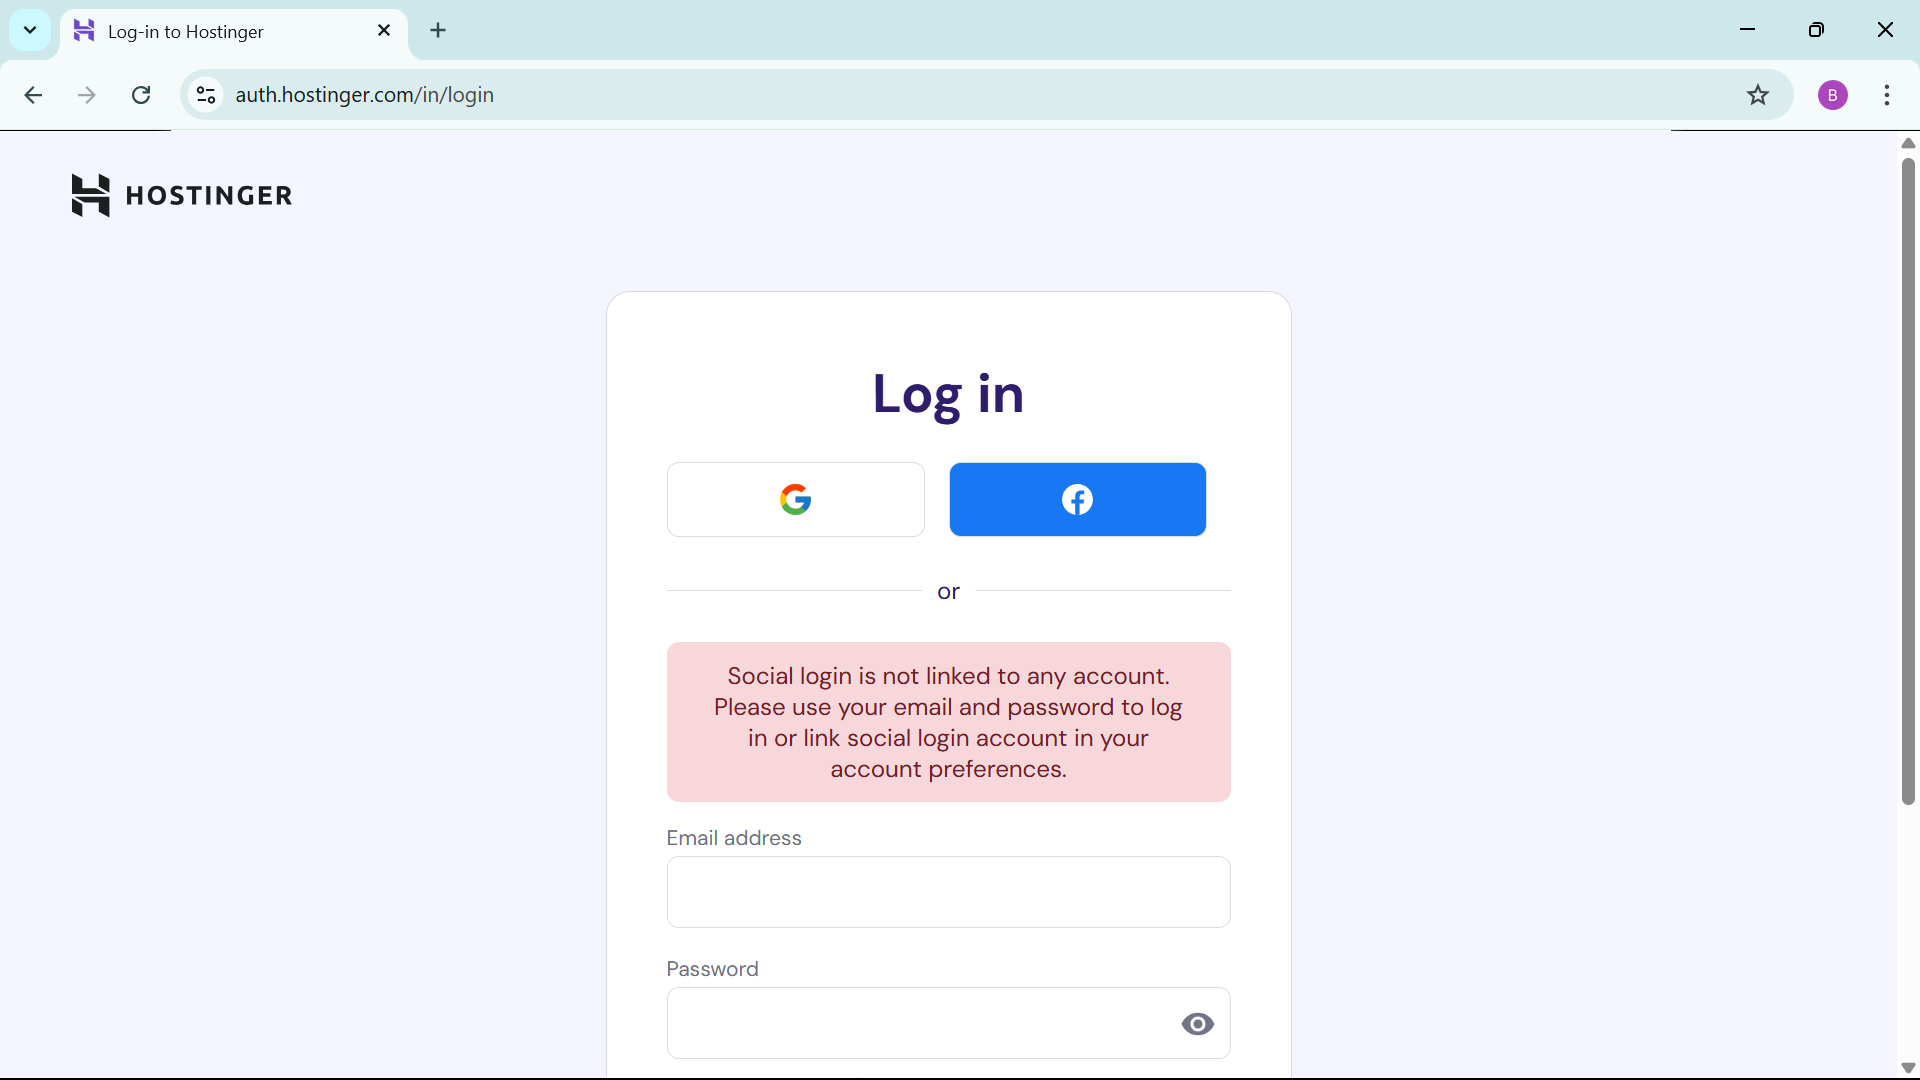 Log-in to Hostinger
auth.hostinger.com/in/login
B
HOSTINGER
Log in
or
Social login is not linked to any account.
Please use your email and password to log
in or link social login account in your
account preferences.
Email address
Password